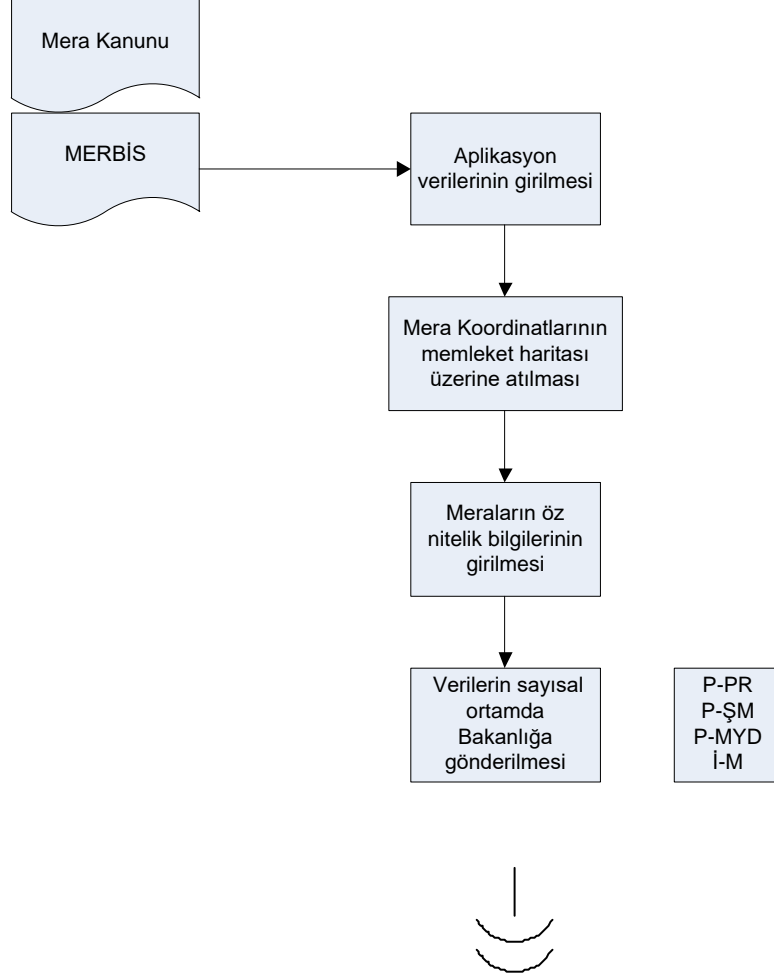 Mera Kanunu
MERBİS
Aplikasyon
verilerinin girilmesi
Mera Koordinatlarının
memleket haritası
üzerine atılması
Meraların öz
nitelik bilgilerinin
girilmesi
Verilerin sayısal
ortamda
Bakanlığa
gönderilmesi
P-PR
P-ŞM
P-MYD
İ-M